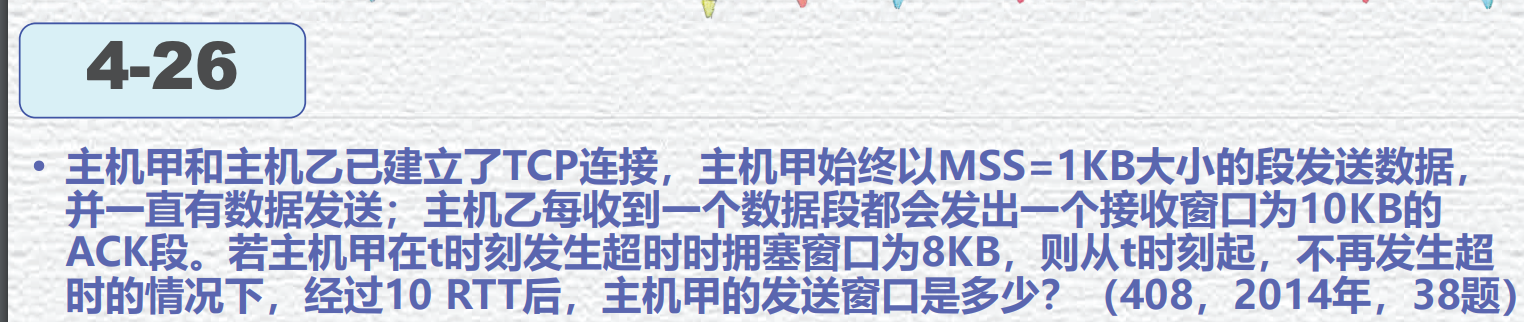 4-26
• 主机甲和主机乙已建立了TCP连接，主机甲始终以MSS=1KB大小的段发送数据，
并一直有数据发送；主机乙每收到一个数据段都会发出一个接收窗口为10KB的
ACK段。若主机甲在t时刻发生超时时拥塞窗口为8KB，则从t时刻起，不再发生超
时的情况下，经过10 RTT后，主机甲的发送窗口是多少？（408，2014年，38题）